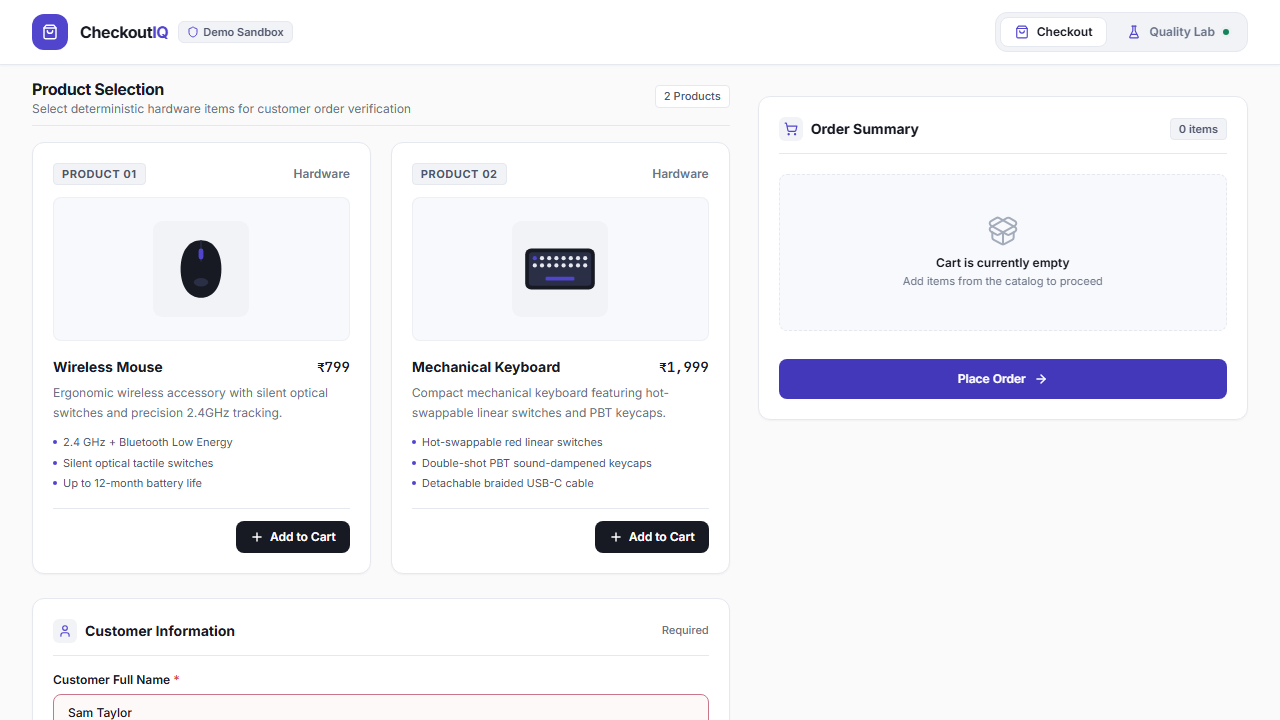 CheckoutIQ
Demo Sandbox
Checkout
Quality Lab
Product Selection
Select deterministic hardware items for customer order verification
2 Products
PRODUCT 01
Hardware
Wireless Mouse
₹799
Ergonomic wireless accessory with silent optical
switches and precision 2.4GHz tracking.
2.4 GHz + Bluetooth Low Energy
Silent optical tactile switches
Up to 12-month battery life
Add to Cart
PRODUCT 02
Hardware
Mechanical Keyboard
₹1,999
Compact mechanical keyboard featuring hot-
swappable linear switches and PBT keycaps.
Hot-swappable red linear switches
Double-shot PBT sound-dampened keycaps
Detachable braided USB-C cable
Add to Cart
Customer Information
Required
Customer Full Name *
Sam Taylor
Order Summary
0 items
Cart is currently empty
Add items from the catalog to proceed
Place Order